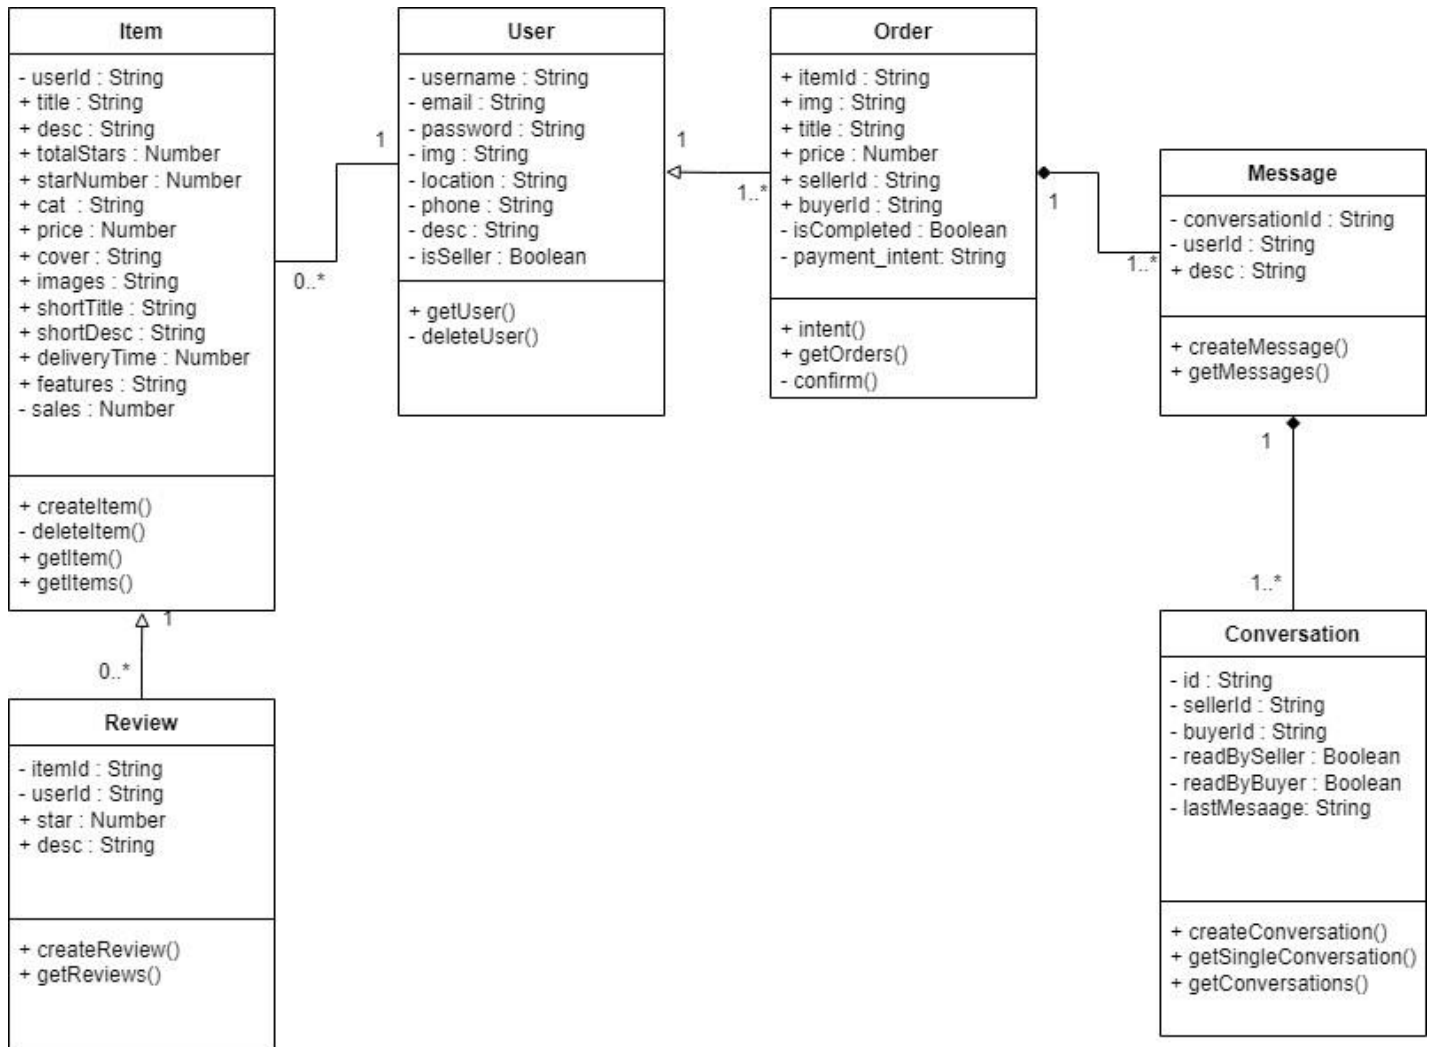 Item
- userId : String
+ title : String
+ desc : String
+ totalStars : Number
+ starNumber : Number
+ cat : String
+ price : Number
+ cover : String
+ images : String
+ shortTitle : String
+ shortDesc : String
+ deliveryTime : Number
+ features : String
- sales : Number
+ createItem()
- deleteItem()
+ getItem()
+ getItems()
1
0..*
Review
- itemId : String
- userId : String
+ star : Number
+ desc : String
+ createReview()
+ getReviews()
0..*
1
User
- username : String
- email : String
- password : String
- img : String
- location : String
- phone : String
- desc : String
- isSeller : Boolean
+ getUser()
- deleteUser()
1
1..*
Order
+ itemId : String
+ img : String
+ title : String
+ price : Number
+ sellerId : String
+ buyerId : String
- isCompleted : Boolean
- payment_intent: String
+ intent()
+ getOrders()
- confirm()
1
1..*
Message
- conversationId : String
- userId : String
+ desc : String
+ createMessage()
+ getMessages()
1
1..*
Conversation
- id : String
- sellerId : String
- buyerId : String
- readBySeller : Boolean
- readByBuyer : Boolean
- lastMesaage: String
+ createConversation()
+ getSingleConversation()
+ getConversations()